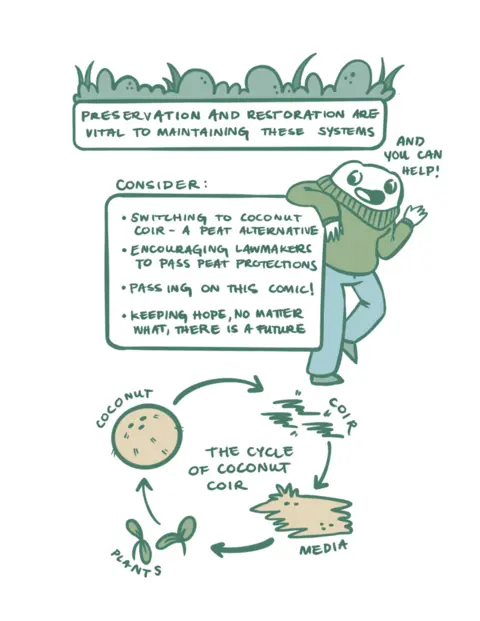 PRESERVATION AND RESTORATION ARE
VITAL TO MAINTAINING THESE SYSTEMS
AND
YOU CAN
HELP!
CONSIDER:
• SWITCHING TO COCONUT
COIR - A PEAT ALTERNATIVE
• ENCOURAGING LAWMAKERS
TO PASS PEAT PROTECTIONS
• PASSING ON THIS COMIC!
• KEEPING HOPE, NO MATTER
WHAT, THERE IS A FUTURE
COCONUT
COIR
THE CYCLE
OF COCONUT
COIR
MEDIA
PLANTS